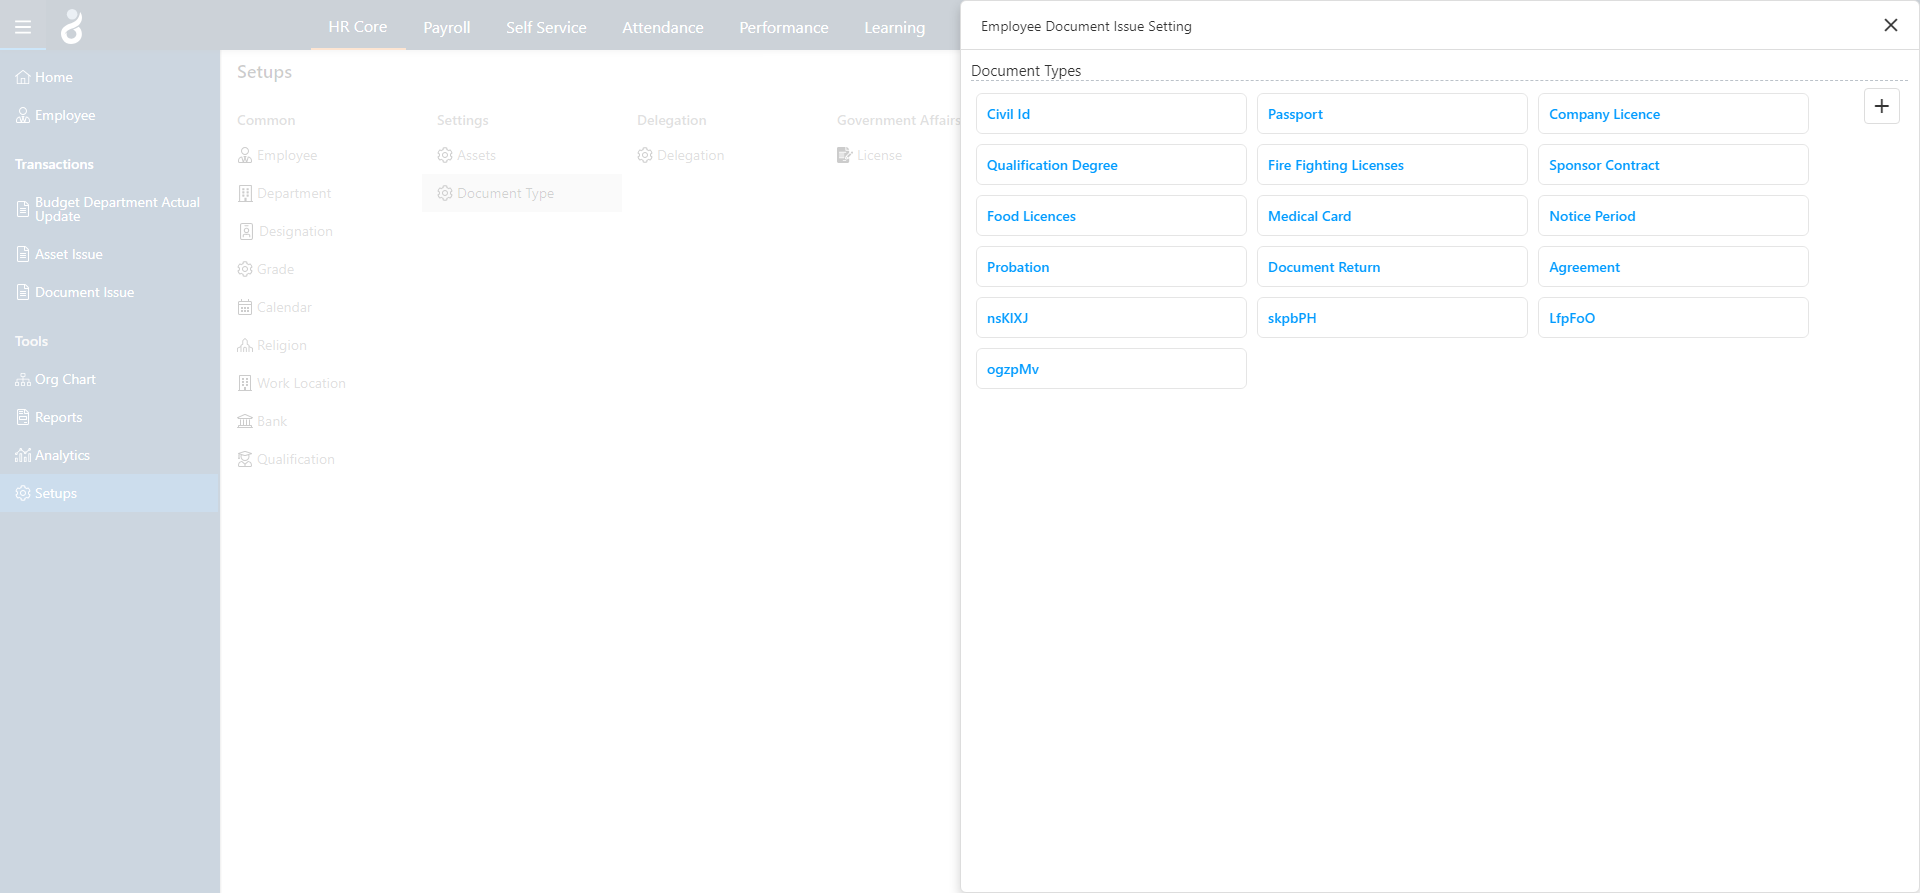 HR Core
Payroll
Self Service
Attendance
Performance
Learning
Home
Employee
Transactions
Budget Department Actual
Update
Asset Issue
Document Issue
Tools
Org Chart
Reports
Analytics
Setups
Setups
Common
Employee
Department
Designation
Grade
Calendar
Religion
Work Location
Bank
Qualification
Settings
Assets
Document Type
Delegation
Delegation
Government Affairs
License
Employee Document Issue Setting
Document Types
Civil Id
Passport
Company Licence
Qualification Degree
Fire Fighting Licenses
Sponsor Contract
Food Licences
Medical Card
Notice Period
Probation
Document Return
Agreement
nsKlXJ
skpbPH
LfpFoO
ogzpMv